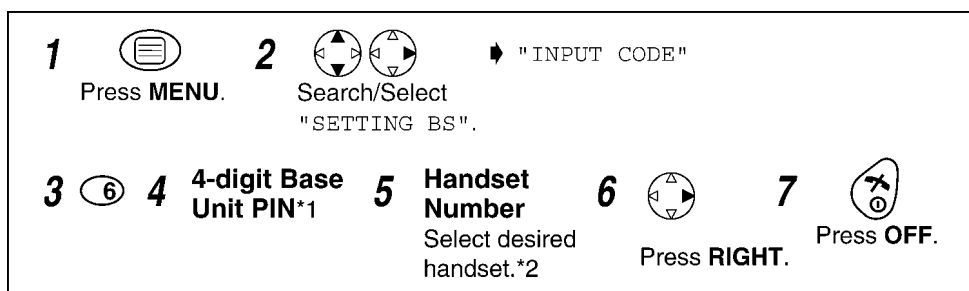 1 2 "INPUT CODE"
Press MENU. Search/Select
"SETTING BS".
3 6 4 4-digit Base Unit PIN*1 5 Handset Number 6 7
Select desired handset.*2 Press RIGHT. Press OFF.